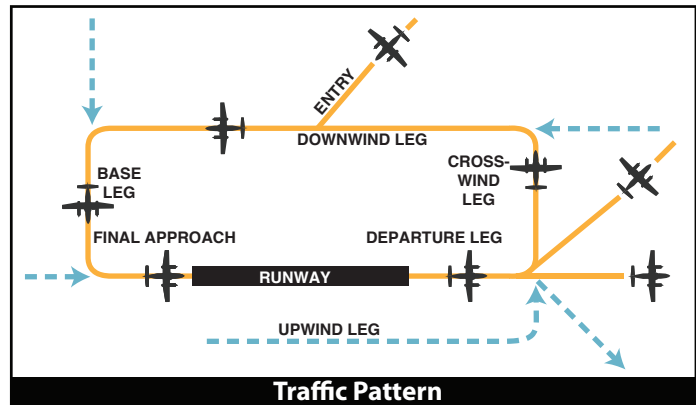 ENTRY
DOWNWIND LEG
BASE
LEG
CROSS-
WIND
LEG
FINAL APPROACH
DEPARTURE LEG
RUNWAY
UPWIND LEG
Traffic Pattern